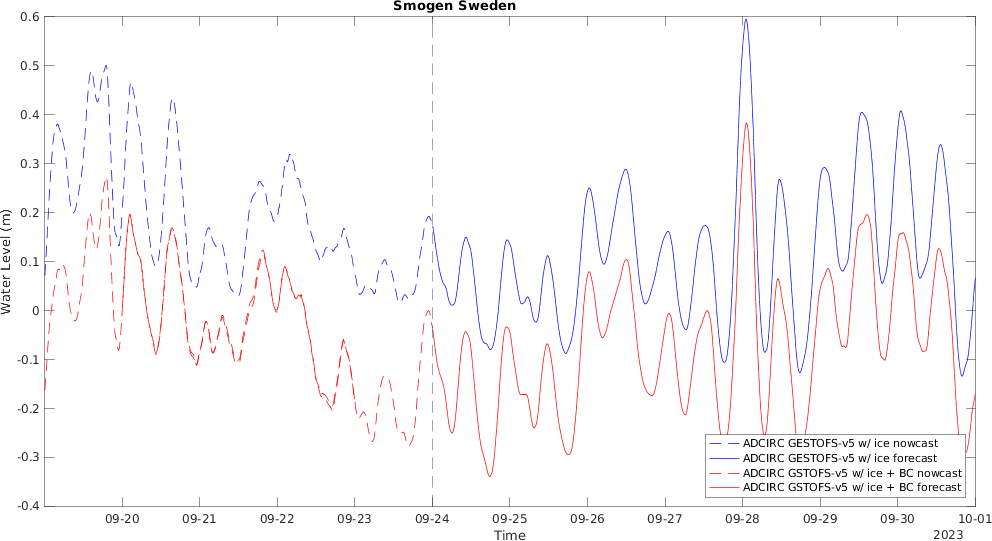 Smogen Sweden
Water Level (m)
0.6
0.5
0.4
0.3
0.2
0.1
0
-0.1
-0.2
-0.3
-0.4
ADCIRC GESTOFS-v5 w/ ice nowcast
ADCIRC GESTOFS-v5 w/ ice forecast
ADCIRC GSTOFS-v5 w/ ice + BC nowcast
ADCIRC GSTOFS-v5 w/ ice + BC forecast
09-20 09-21 09-22 09-23 09-24 09-25 09-26 09-27 09-28 09-29 09-30 10-01
Time
2023